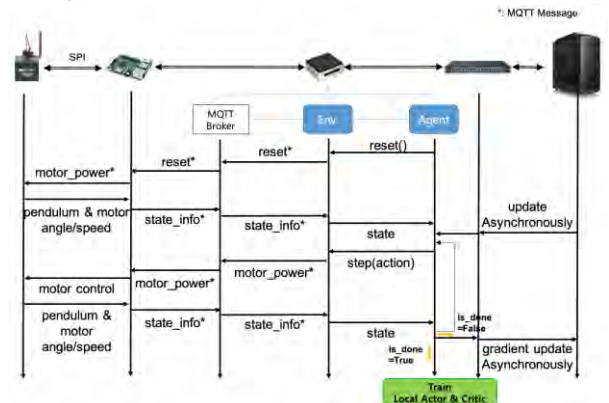 *: MQTT Message
SPI
MQTT
Broker
Env
Agent
reset()
reset*
reset*
motor_power*
pendulum & motor
angle/speed
state_info*
state_info*
state
update
Asynchronously
step(action)
motor_power*
motor_power*
motor control
pendulum &
motor
angle/speed
state_info*
state_info*
state
is_done
=False
is_done
=True
gradient update
Asynchronously
Train
Local Actor & Critic